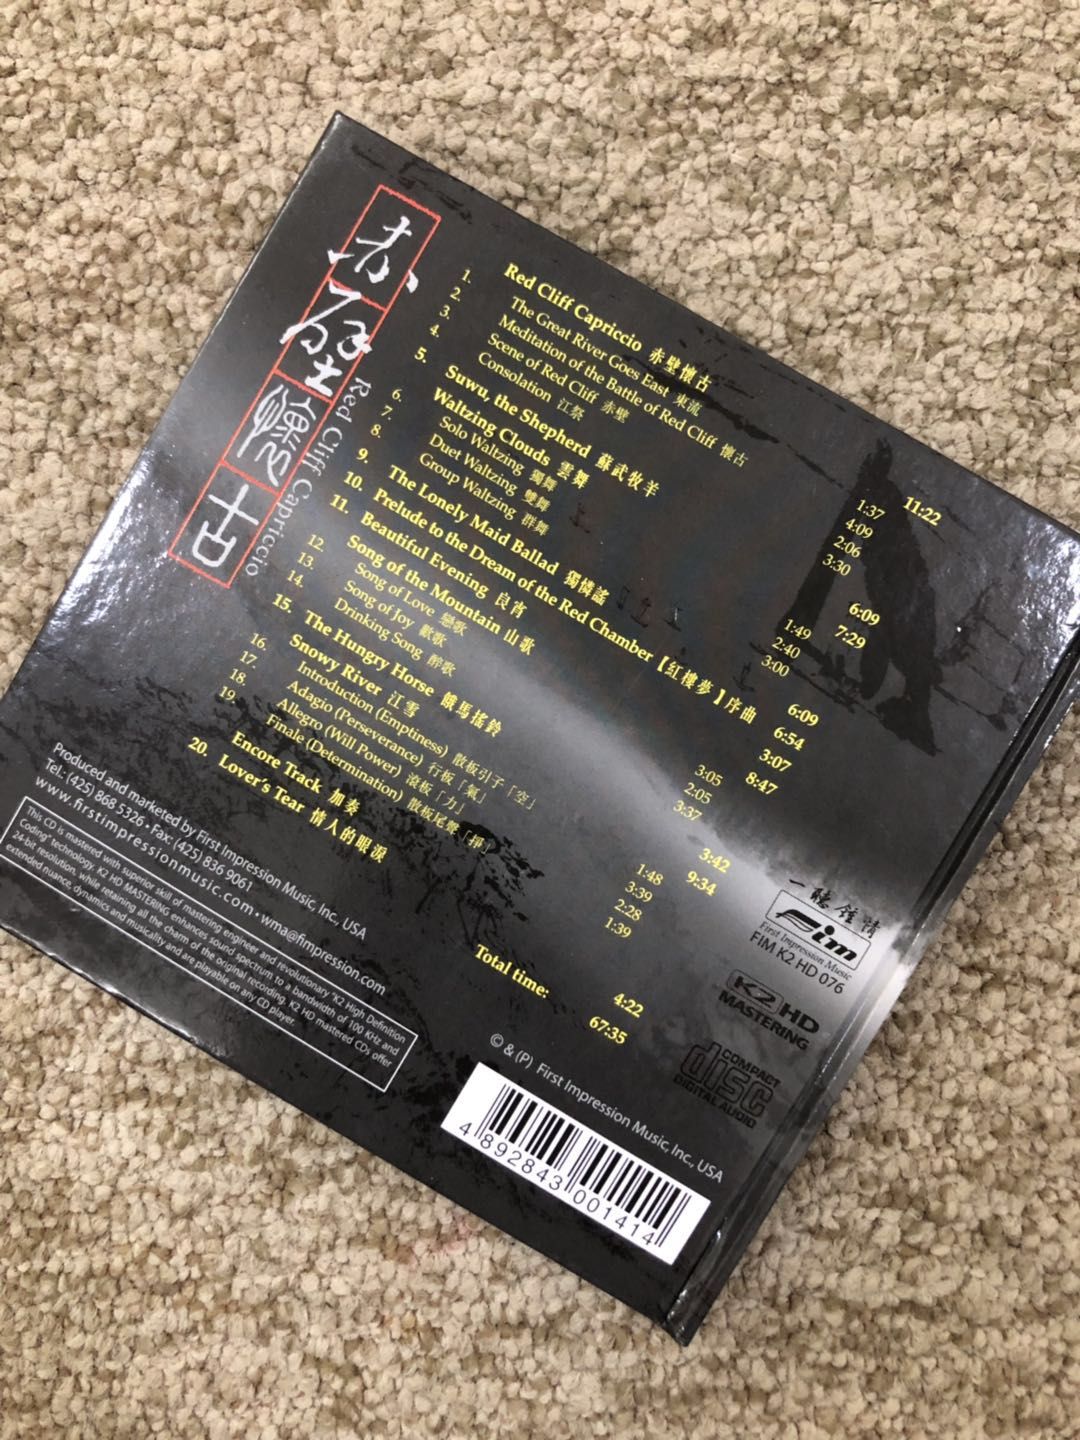 赤壁懷古
Red Cliff Capriccio
Red Cliff Capriccio 赤壁懷古 11:22
1. The Great River Goes East 東流 1:37
2. Meditation of the Battle of Red Cliff 懷古 4:09
3. Scene of Red Cliff 赤壁 2:06
4. Consolation 江祭 3:30
5. Suwu, the Shepherd 蘇武牧羊 6:09
Waltzing Clouds 雲舞 7:29
6. Solo Waltzing 獨舞 1:49
7. Duet Waltzing 雙舞 2:40
8. Group Waltzing 群舞 3:00
9. The Lonely Maid Ballad 獨憐謠 6:09
10. Prelude to the Dream of the Red Chamber【紅樓夢】序曲 6:54
11. Beautiful Evening 良宵 3:07
Song of the Mountain 山歌 8:47
12. Song of Love 戀歌 3:05
13. Song of Joy 歡歌 2:05
14. Drinking Song 醉歌 3:37
15. The Hungry Horse 餓馬搖鈴 3:42
Snowy River 江雪 9:34
16. Introduction (Emptiness) 散板引子「空」 1:48
17. Adagio (Perseverance) 行板「氣」 3:39
18. Allegro (Will Power) 滾板「力」 2:28
19. Finale (Determination) 散板尾聲「掙」 1:39
Encore Track 加奏
20. Lover's Tear 情人的眼淚 4:22
Total time: 67:35
Produced and marketed by First Impression Music, Inc., USA
Tel.: (425) 868 5326 • Fax: (425) 836 9061
www.firstimpressionmusic.com • wma@fimpression.com
This CD is mastered with superior skill of mastering engineer and revolutionary "K2 High Definition
Coding" technology. K2 HD MASTERING enhances sound spectrum to a bandwidth of 100 KHz and
24-bit resolution, while retaining all the charm of the original recording. K2 HD mastered CDs offer
extended nuance, dynamics and musicality and are playable on any CD player.
一聽鍾情
Fim
First Impression Music
FIM K2 HD 076
K2 HD
MASTERING
COMPACT
disc
DIGITAL AUDIO
© & (P) First Impression Music, Inc., USA
4 892843 001414